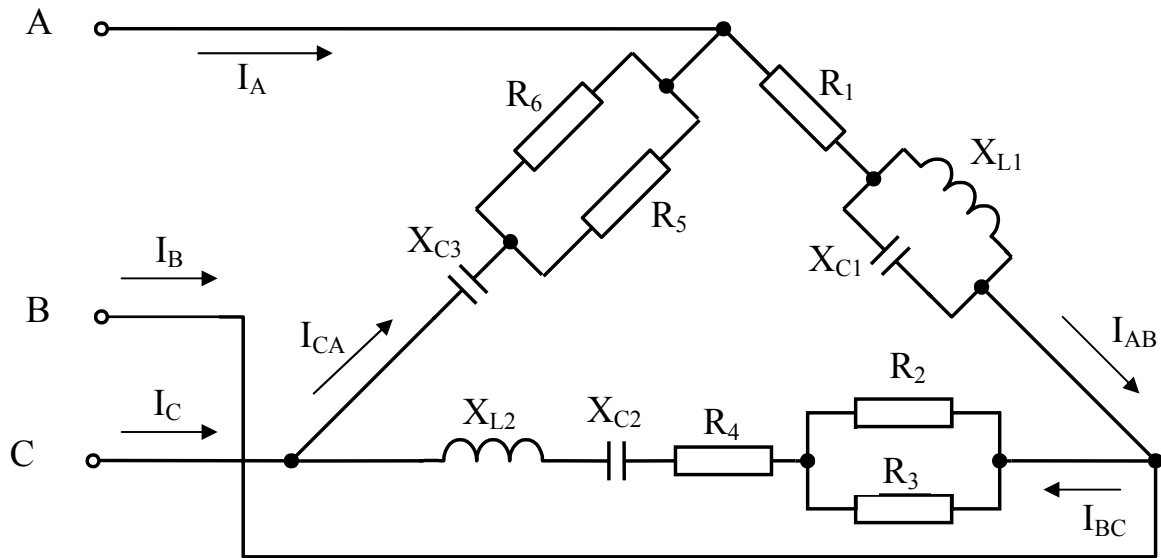 A
I_A
R_6
R_1
X_L1
R_5
X_C3
X_C1
I_B
B
I_CA
I_AB
R_2
I_C
X_L2
X_C2
R_4
C
R_3
I_BC